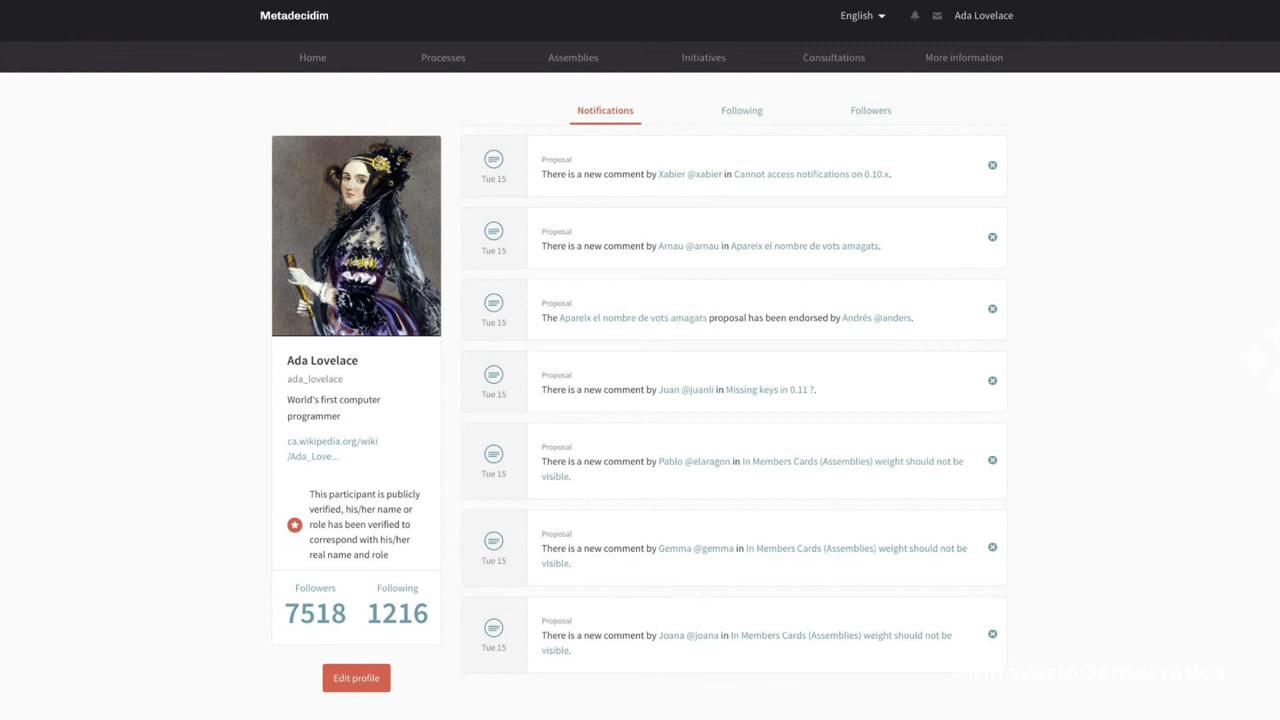 Metadecidim
English
Ada Lovelace
Home
Processes
Assemblies
Initiatives
Consultations
More information
Notifications
Following
Followers
Ada Lovelace
ada_lovelace
World's first computer
programmer
ca.wikipedia.org/wiki
/Ada_Love...
This participant is publicly
verified, his/her name or
role has been verified to
correspond with his/her
real name and role
Followers
Following
7518
1216
Edit profile
Tue 15
Proposal
There is a new comment by Xabier @xabier in Cannot access notifications on 0.10.x.
Tue 15
Proposal
There is a new comment by Arnau @arnau in Apareix el nombre de vots amagats.
Tue 15
Proposal
The Apareix el nombre de vots amagats proposal has been endorsed by Andrés @anders.
Tue 15
Proposal
There is a new comment by Juan @juanli in Missing keys in 0.11 ?.
Tue 15
Proposal
There is a new comment by Pablo @elaragon in In Members Cards (Assemblies) weight should not be
visible.
Tue 15
Proposal
There is a new comment by Gemma @gemma in In Members Cards (Assemblies) weight should not be
visible.
Tue 15
Proposal
There is a new comment by Joana @joana in In Members Cards (Assemblies) weight should not be
visible.
#InnovacióDemocràtica